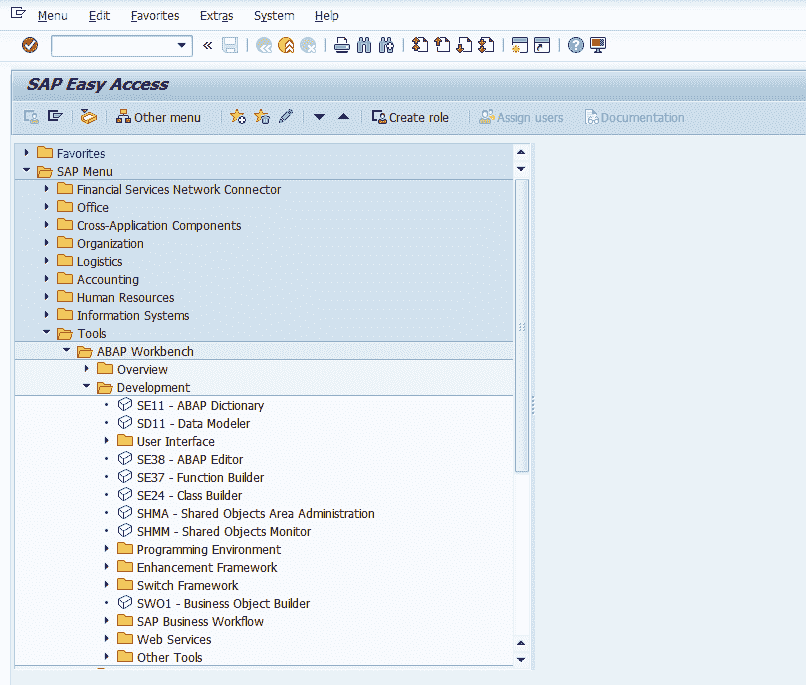 Menu Edit Favorites Extras System Help
SAP Easy Access
Other menu Create role Assign users Documentation
Favorites
SAP Menu
Financial Services Network Connector
Office
Cross-Application Components
Organization
Logistics
Accounting
Human Resources
Information Systems
Tools
ABAP Workbench
Overview
Development
SE11 - ABAP Dictionary
SD11 - Data Modeler
User Interface
SE38 - ABAP Editor
SE37 - Function Builder
SE24 - Class Builder
SHMA - Shared Objects Area Administration
SHMM - Shared Objects Monitor
Programming Environment
Enhancement Framework
Switch Framework
SWO1 - Business Object Builder
SAP Business Workflow
Web Services
Other Tools